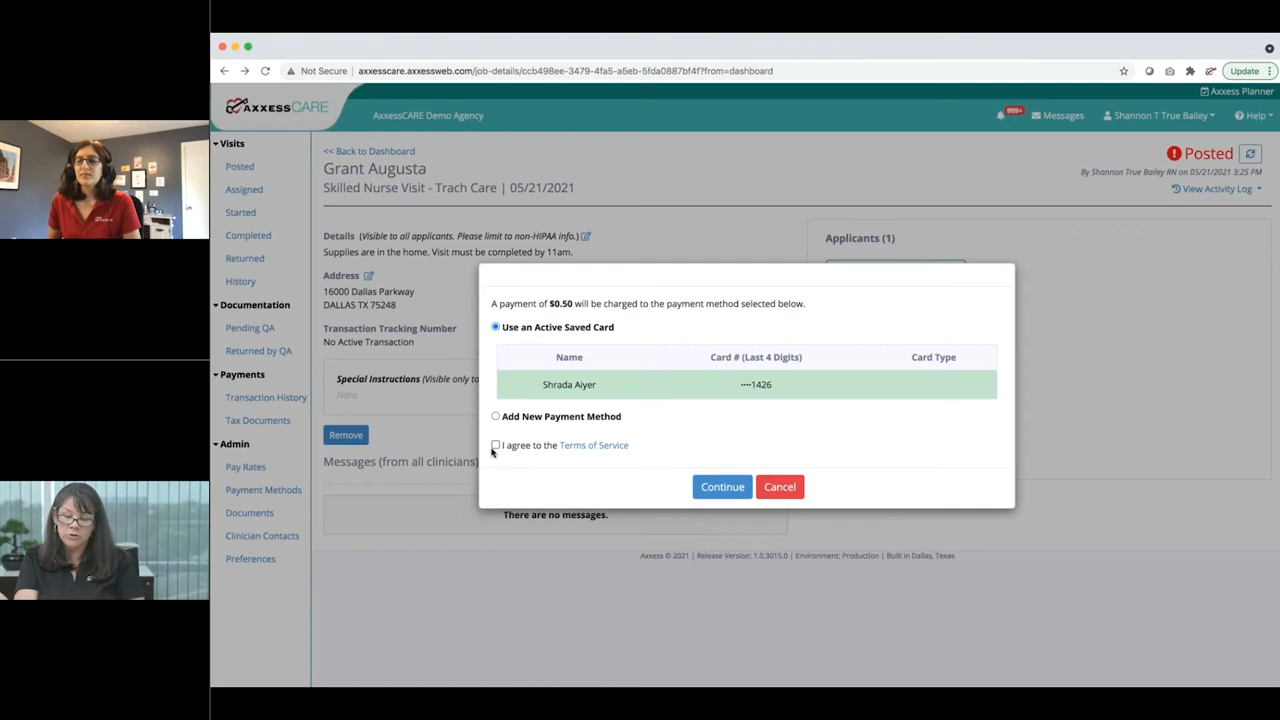 Not Secure
axxesscare.axxessweb.com/job-details/ccb498ee-3479-4fa5-a5eb-5fda0887bf4f?from=dashboard
Update
Axxess Planner
AXXESSCARE
AxxessCARE Demo Agency
999+
Messages
Shannon T True Bailey
Help
Visits
Posted
Assigned
Started
Completed
Returned
History
Documentation
Pending QA
Returned by QA
Payments
Transaction History
Tax Documents
Admin
Pay Rates
Payment Methods
Documents
Clinician Contacts
Preferences
<< Back to Dashboard
Grant Augusta
Skilled Nurse Visit - Trach Care | 05/21/2021
Posted
By Shannon True Bailey RN on 05/21/2021 3:25 PM
View Activity Log
Details (Visible to all applicants. Please limit to non-HIPAA info.)
Supplies are in the home. Visit must be completed by 11am.
Address
16000 Dallas Parkway
DALLAS TX 75248
Transaction Tracking Number
No Active Transaction
Special Instructions (Visible only to
None
Remove
Messages (from all clinicians)
There are no messages.
Applicants (1)
A payment of $0.50 will be charged to the payment method selected below.
Use an Active Saved Card
Name Card # (Last 4 Digits) Card Type
Shrada Aiyer ····1426
Add New Payment Method
I agree to the Terms of Service
Continue Cancel
Axxess © 2021 | Release Version: 1.0.3015.0 | Environment: Production | Built in Dallas, Texas